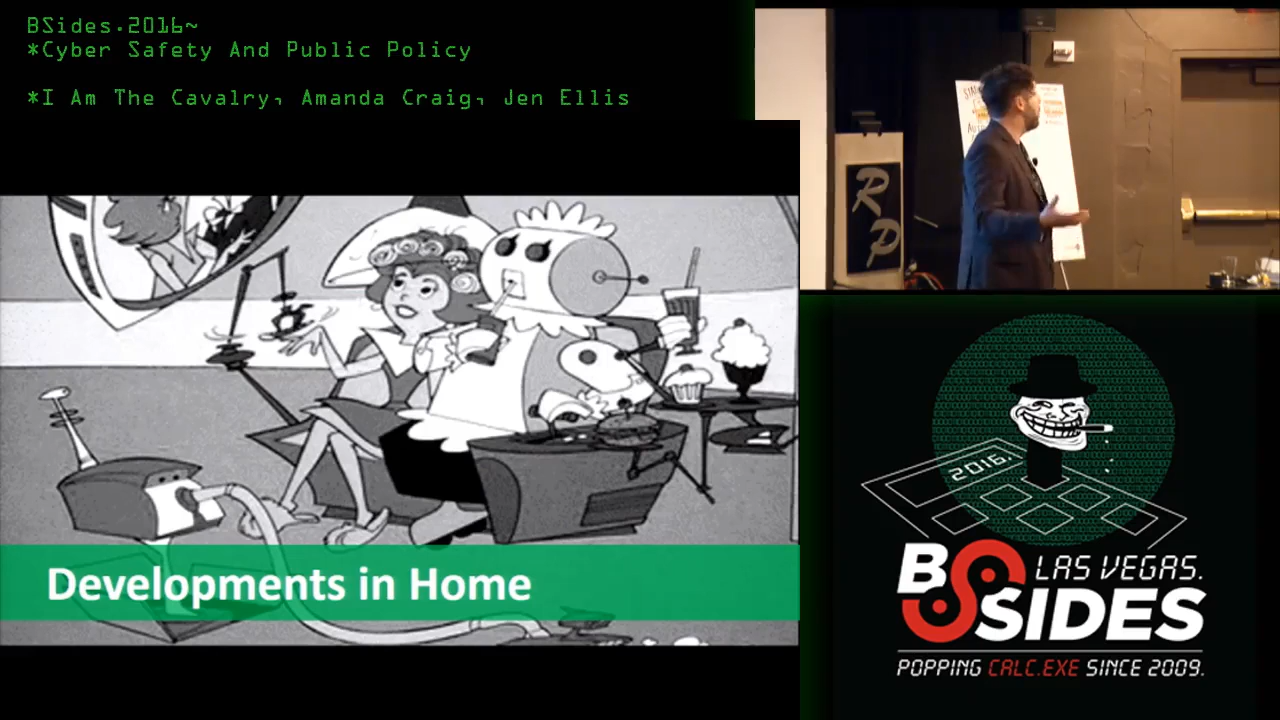 BSides.2016~
*Cyber Safety And Public Policy
*I Am The Cavalry, Amanda Craig, Jen Ellis
R
P
Developments in Home
2016.
BSIDES
LAS VEGAS.
POPPING CALC.EXE SINCE 2009.